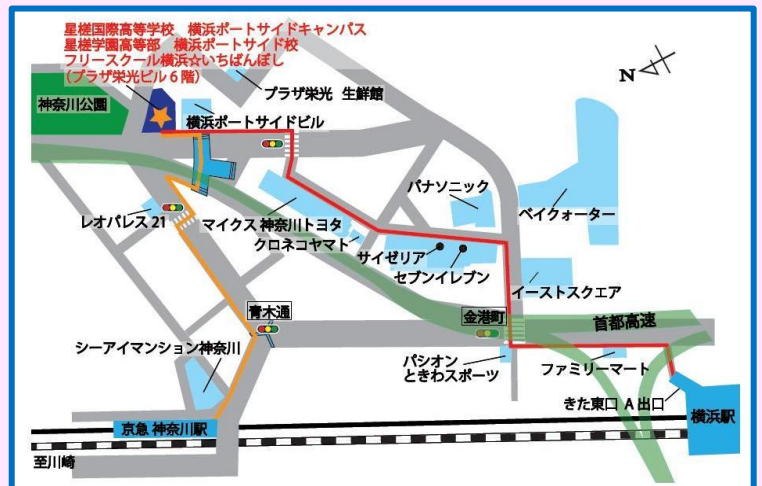 星槎国際高等学校 横浜ポートサイドキャンパス
星槎学園高等部 横浜ポートサイド校
フリースクール横浜☆いちばんぼし
(プラザ栄光ビル6階)
N
神奈川公園
プラザ栄光 生鮮館
横浜ポートサイドビル
パナソニック
ベイクォーター
レオパレス21
マイクス
神奈川トヨタ
クロネコヤマト
サイゼリア
セブンイレブン
イーストスクエア
青木通
金港町
首都高速
シーアイマンション神奈川
パシオン
ときわスポーツ
ファミリーマート
きた東口 A出口
横浜駅
京急 神奈川駅
至川崎